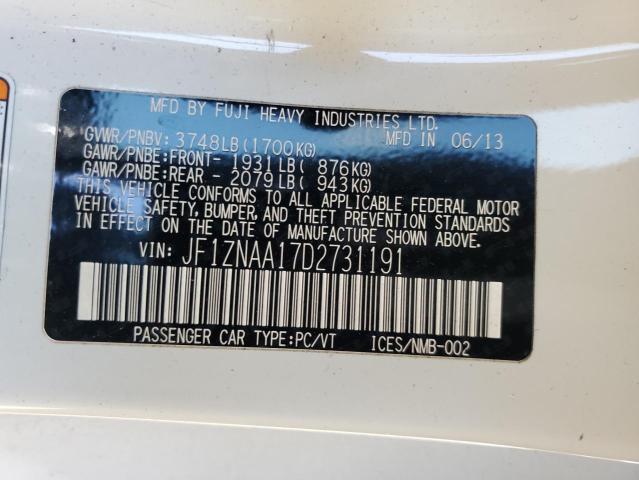 MFD BY FUJI HEAVY INDUSTRIES LTD.
GVWR/PNBV: 3748LB(1700KG) MFD IN 06/13
GAWR/PNBE:FRONT- 1931LB( 876KG)
GAWR/PNBE:REAR - 2079LB( 943KG)
THIS VEHICLE CONFORMS TO ALL APPLICABLE FEDERAL MOTOR
VEHICLE SAFETY, BUMPER, AND THEFT PREVENTION STANDARDS
IN EFFECT ON THE DATE OF MANUFACTURE SHOWN ABOVE.
VIN: JF1ZNAA17D2731191
PASSENGER CAR TYPE:PC/VT ICES/NMB-002